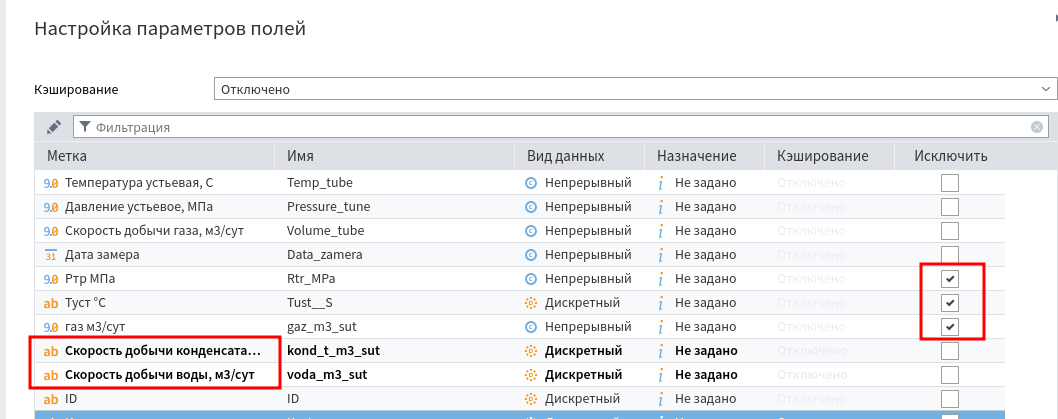 Настройка параметров полей
Кэширование Отключено
Фильтрация
Метка Имя Вид данных Назначение Кэширование Исключить
9.0 Температура устьевая, С Temp_tube Непрерывный Не задано Отключено
9.0 Давление устьевое, МПа Pressure_tune Непрерывный Не задано Отключено
9.0 Скорость добычи газа, м3/сут Volume_tube Непрерывный Не задано Отключено
31 Дата замера Data_zamera Непрерывный Не задано Отключено
9.0 Ртр МПа Rtr_MPa Непрерывный Не задано Отключено
ab Туст °С Tust__S Дискретный Не задано Отключено
9.0 газ м3/сут gaz_m3_sut Непрерывный Не задано Отключено
ab Скорость добычи конденсата... kond_t_m3_sut Дискретный Не задано Отключено
ab Скорость добычи воды, м3/сут voda_m3_sut Дискретный Не задано Отключено
ab ID ID Дискретный Не задано Отключено